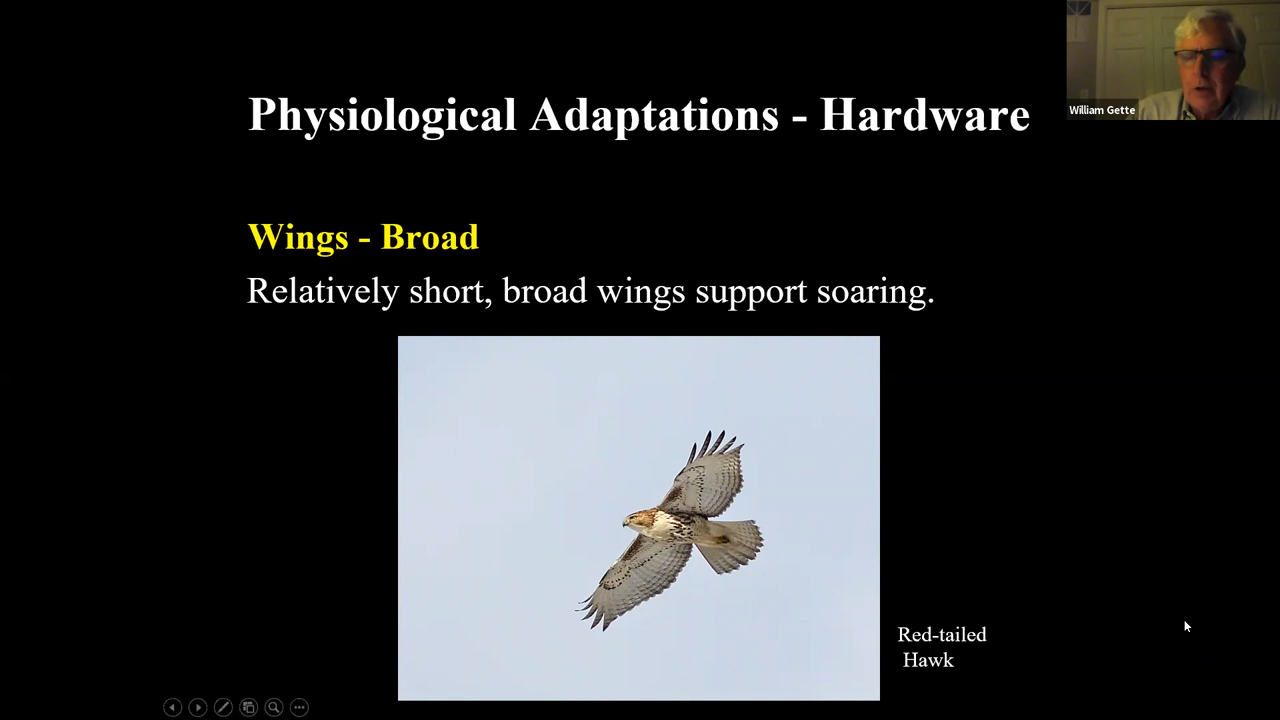 Physiological Adaptations - Hardware
William Gette
Wings - Broad
Relatively short, broad wings support soaring.
Red-tailed
Hawk